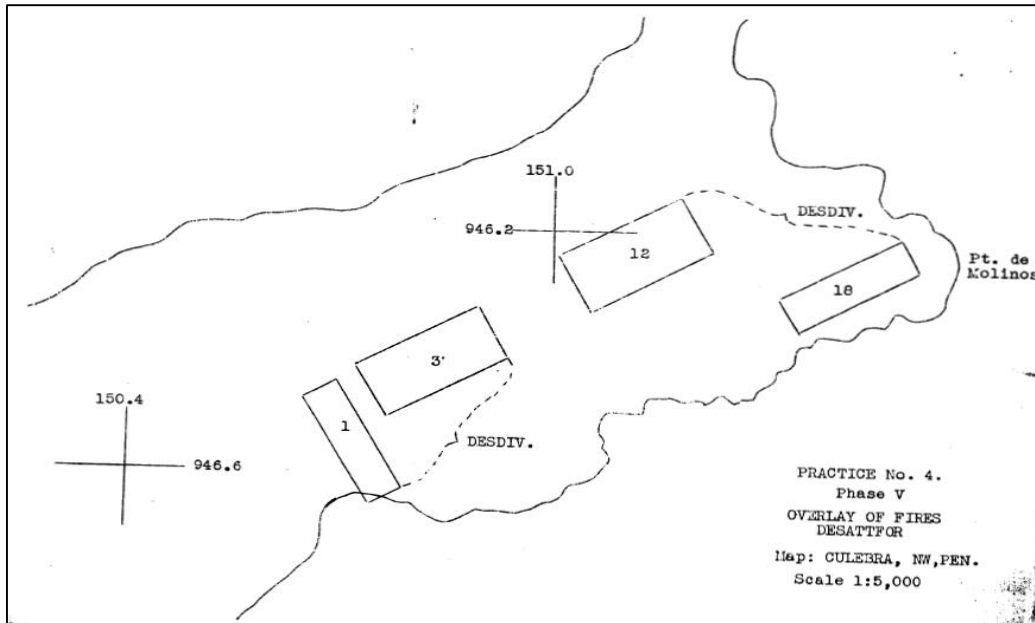 151.0
DESDIV.
946.2
12
Pt. de
Molinos
18
3
150.4
1
DESDIV.
946.6
PRACTICE No. 4.
Phase V
OVERLAY OF FIRES
DESATTFOR
Map: CULEBRA, NW,PEN.
Scale 1:5,000